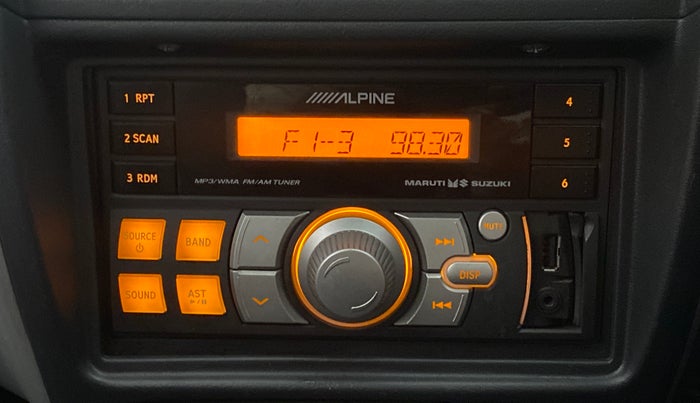 1 RPT
ALPINE
4
2 SCAN
F 1--3 98.30
5
3 RDM
MP3/WMA, FM/AM TUNER
MARUTI SUZUKI
6
SOURCE
BAND
MUTE
DISP
SOUND
AST